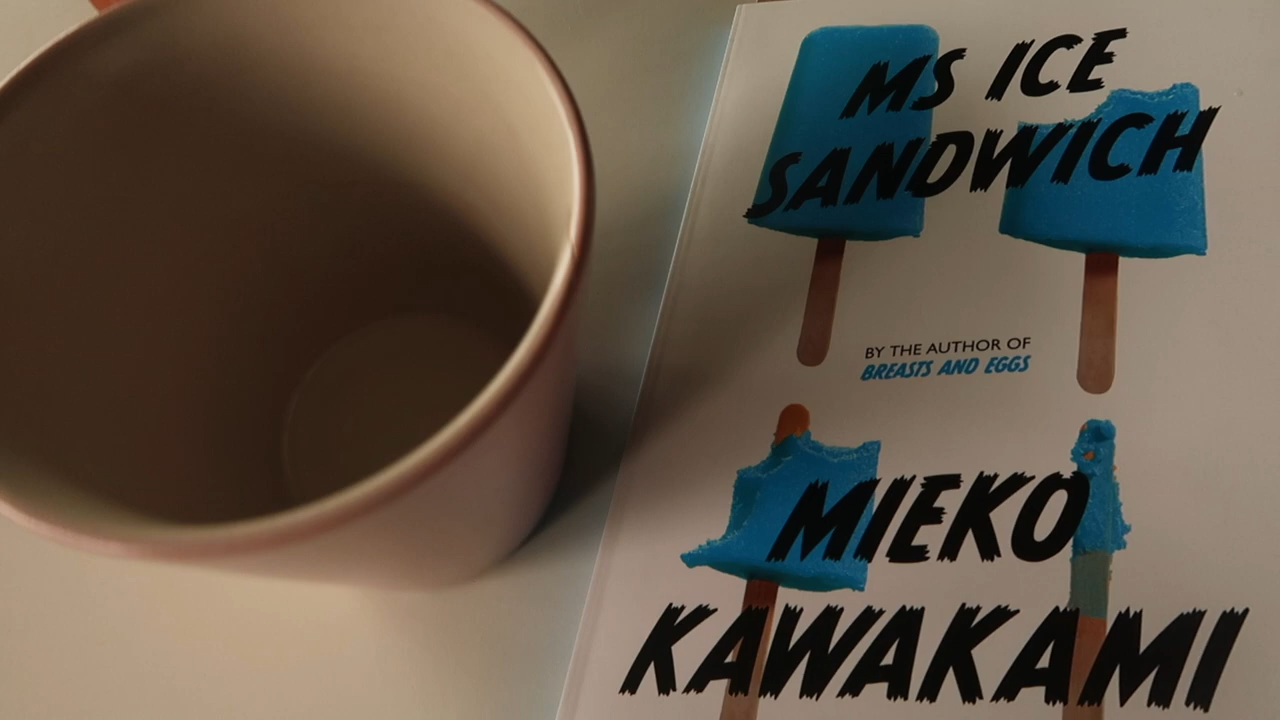 MS ICE
SANDWICH
BY THE AUTHOR OF
BREASTS AND EGGS
MIEKO
KAWAKAMI